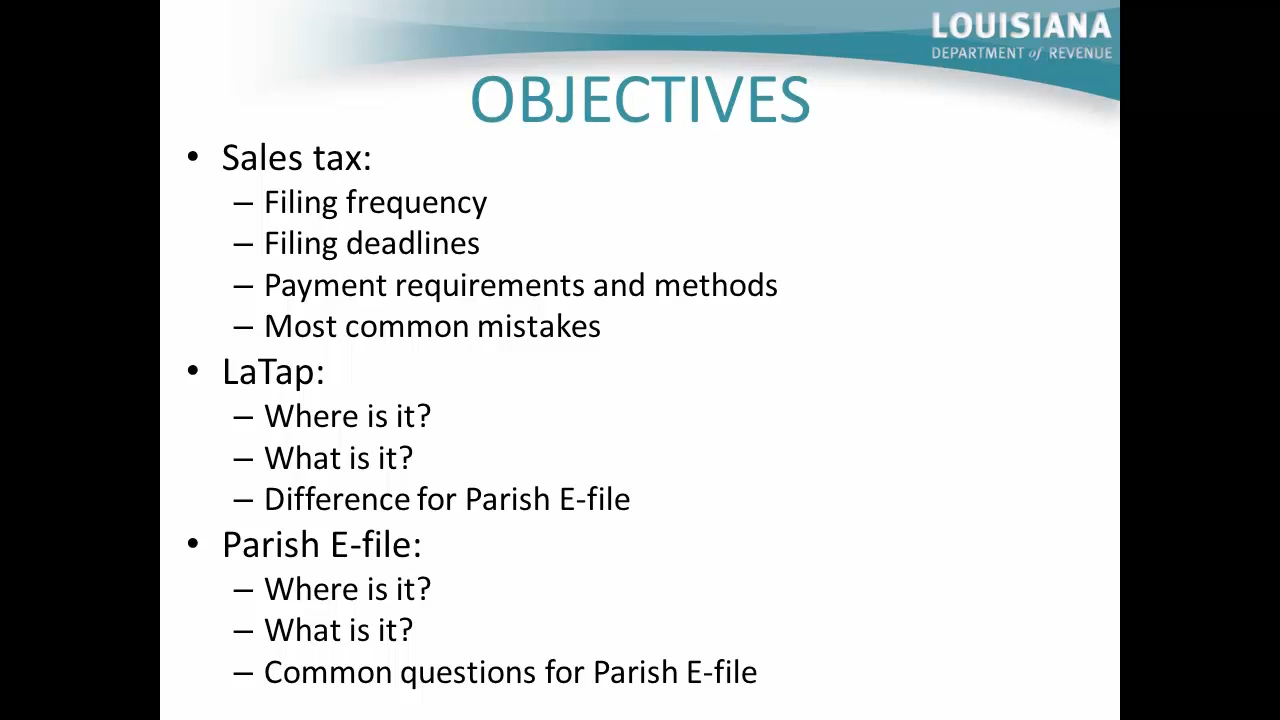 LOUISIANA
DEPARTMENT of REVENUE
OBJECTIVES
• Sales tax:
– Filing frequency
– Filing deadlines
– Payment requirements and methods
– Most common mistakes
• LaTap:
– Where is it?
– What is it?
– Difference for Parish E-file
• Parish E-file:
– Where is it?
– What is it?
– Common questions for Parish E-file